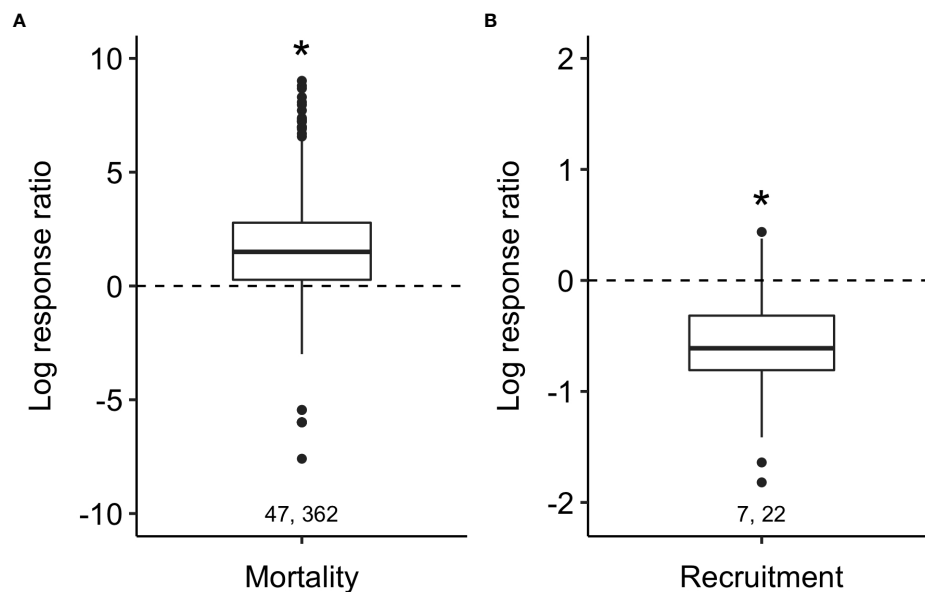 A
Log response ratio
10
5
0
-5
-10
*
47, 362
Mortality
B
Log response ratio
2
1
0
-1
-2
*
7, 22
Recruitment